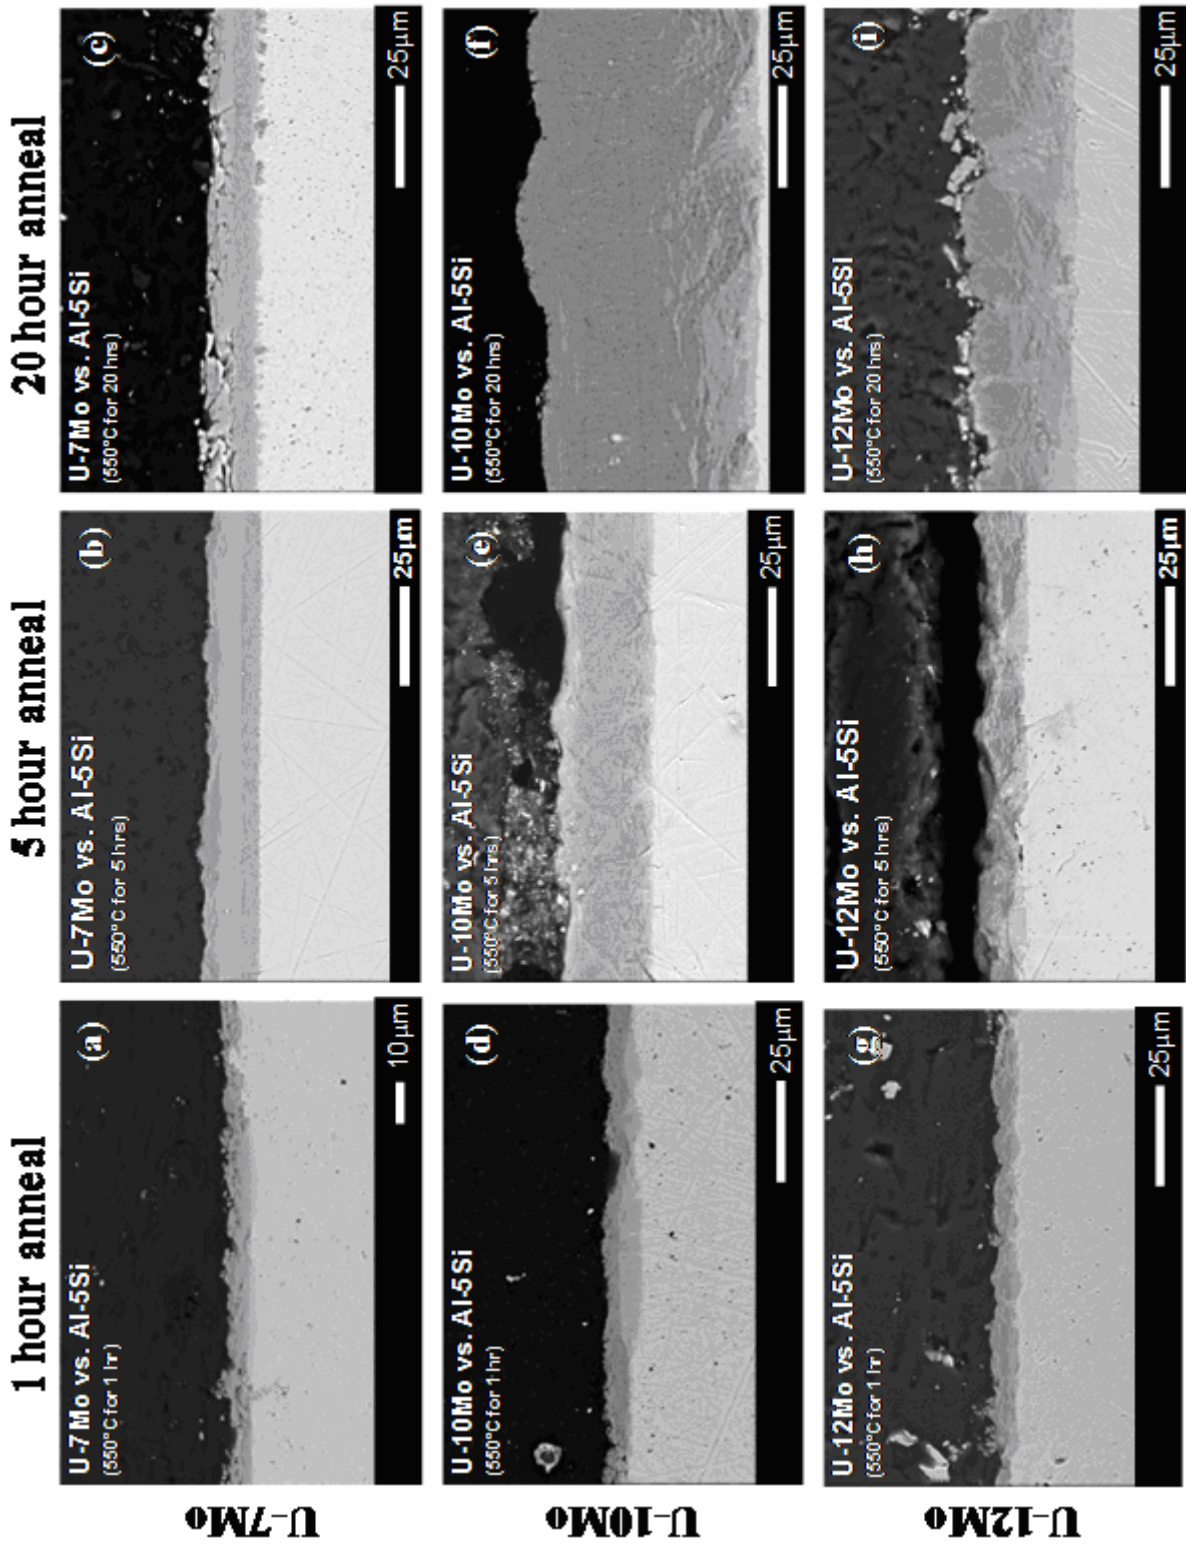 1 hour anneal
5 hour anneal
20 hour anneal
U-7Mo
U-7Mo vs. Al-5Si
(550°C for 1 hr)
(a)
10µm
U-7Mo vs. Al-5Si
(550°C for 5 hrs)
(b)
25µm
U-7Mo vs. Al-5Si
(550°C for 20 hrs)
(c)
25µm
U-10Mo
U-10Mo vs. Al-5Si
(550°C for 1 hr)
(d)
25µm
U-10Mo vs. Al-5Si
(550°C for 5 hrs)
(e)
25µm
U-10Mo vs. Al-5Si
(550°C for 20 hrs)
(f)
25µm
U-12Mo
U-12Mo vs. Al-5Si
(550°C for 1 hr)
(g)
25µm
U-12Mo vs. Al-5Si
(550°C for 5 hrs)
(h)
25µm
U-12Mo vs. Al-5Si
(550°C for 20 hrs)
(i)
25µm